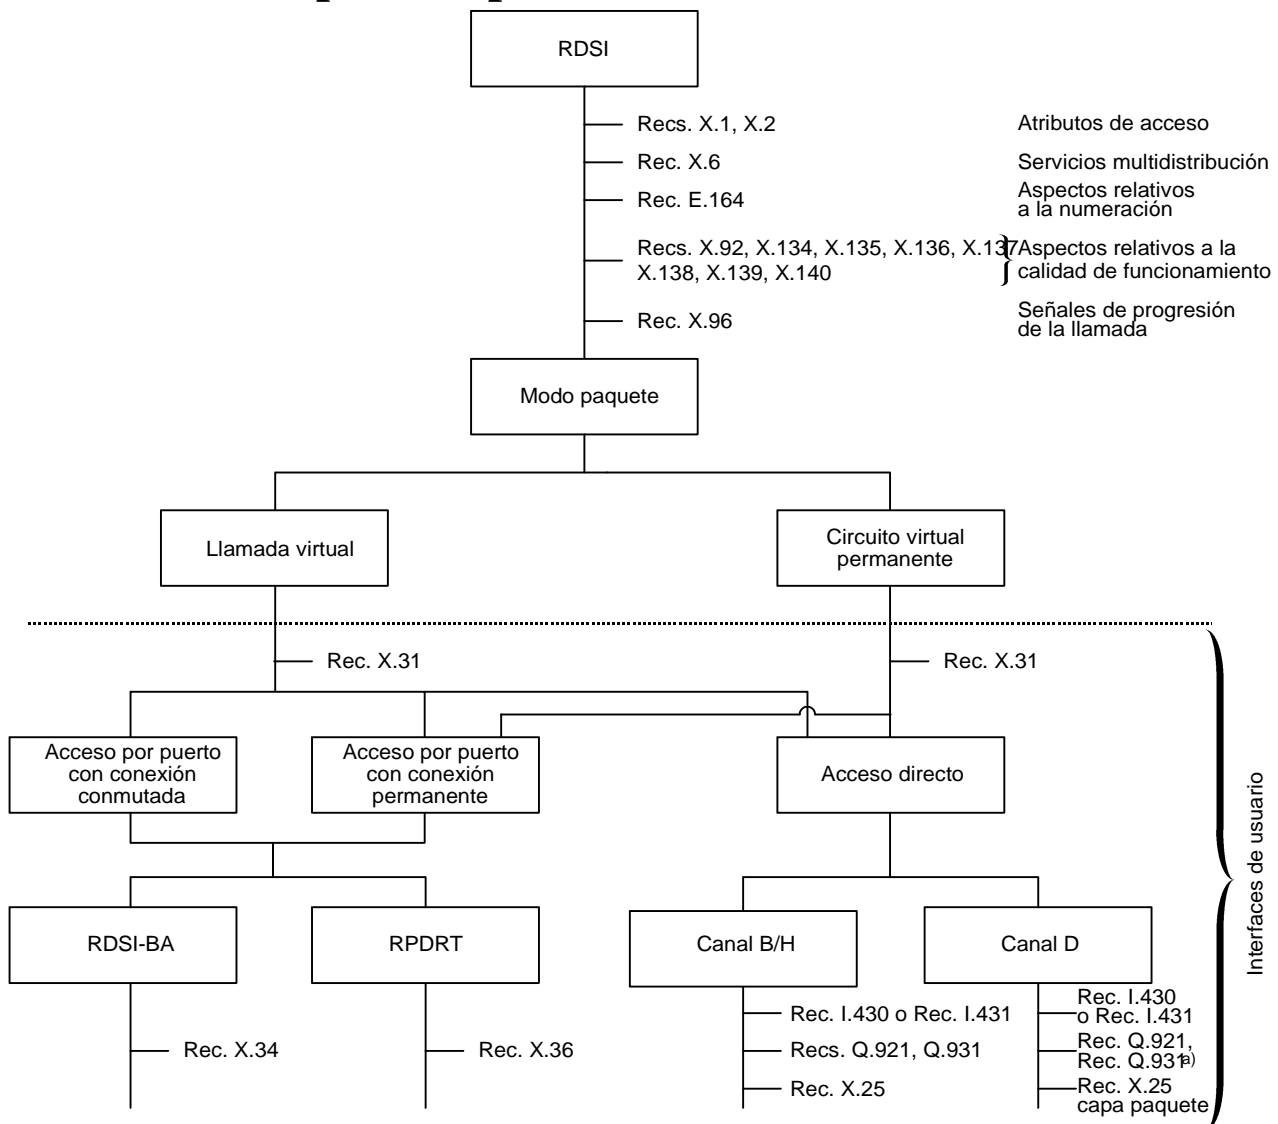 RDSI
Recs. X.1, X.2
Atributos de acceso
Rec. X.6
Servicios multidistribución
Rec. E.164
Aspectos relativos
a la numeración
Recs. X.92, X.134, X.135, X.136, X.137
X.138, X.139, X.140
Aspectos relativos a la
calidad de funcionamiento
Rec. X.96
Señales de progresión
de la llamada
Modo paquete
Llamada virtual
Circuito virtual
permanente
Rec. X.31
Rec. X.31
Acceso por puerto
con conexión
conmutada
Acceso por puerto
con conexión
permanente
Acceso directo
Interfaces de usuario
RDSI-BA
RPDRT
Canal B/H
Canal D
Rec. X.34
Rec. X.36
Rec. I.430 o Rec. I.431
Recs. Q.921, Q.931
Rec. X.25
Rec. I.430
o Rec. I.431
Rec. Q.921,
Rec. Q.931a)
Rec. X.25
capa paquete